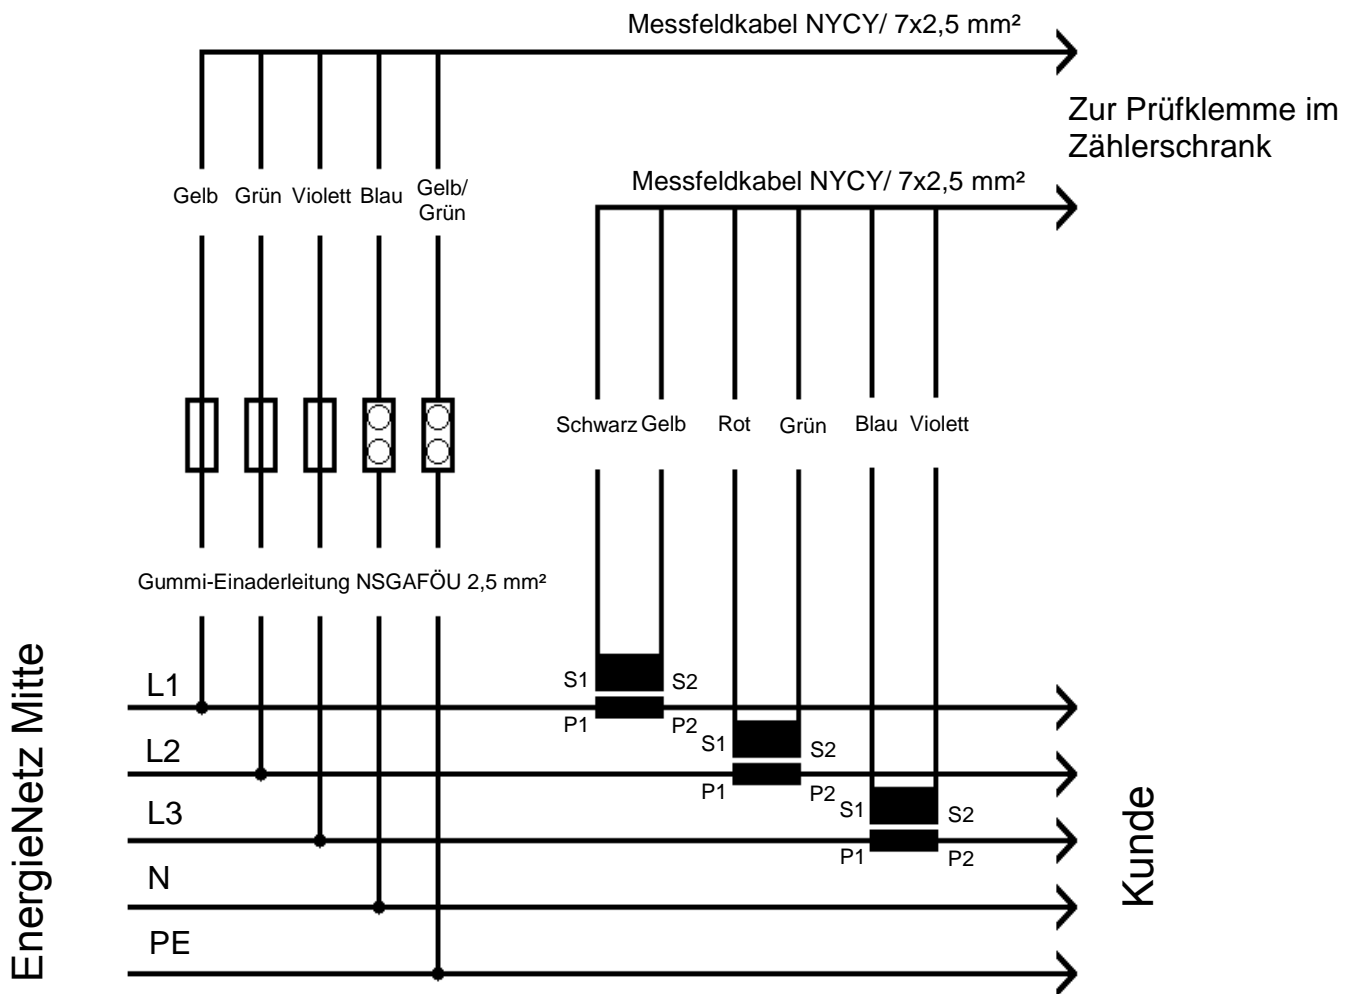 Messfeldkabel NYCY/ 7x2,5 mm²
Zur Prüfklemme im
Zählerschrank
Messfeldkabel NYCY/ 7x2,5 mm²
Gelb Grün Violett Blau Gelb/
Grün
Schwarz Gelb Rot Grün Blau Violett
Gummi-Einaderleitung NSGAFÖU 2,5 mm²
EnergieNetz Mitte
L1
S1 S2
P1 P2
L2
S1 S2
P1 P2
L3
S1 S2
P1 P2
N
PE
Kunde